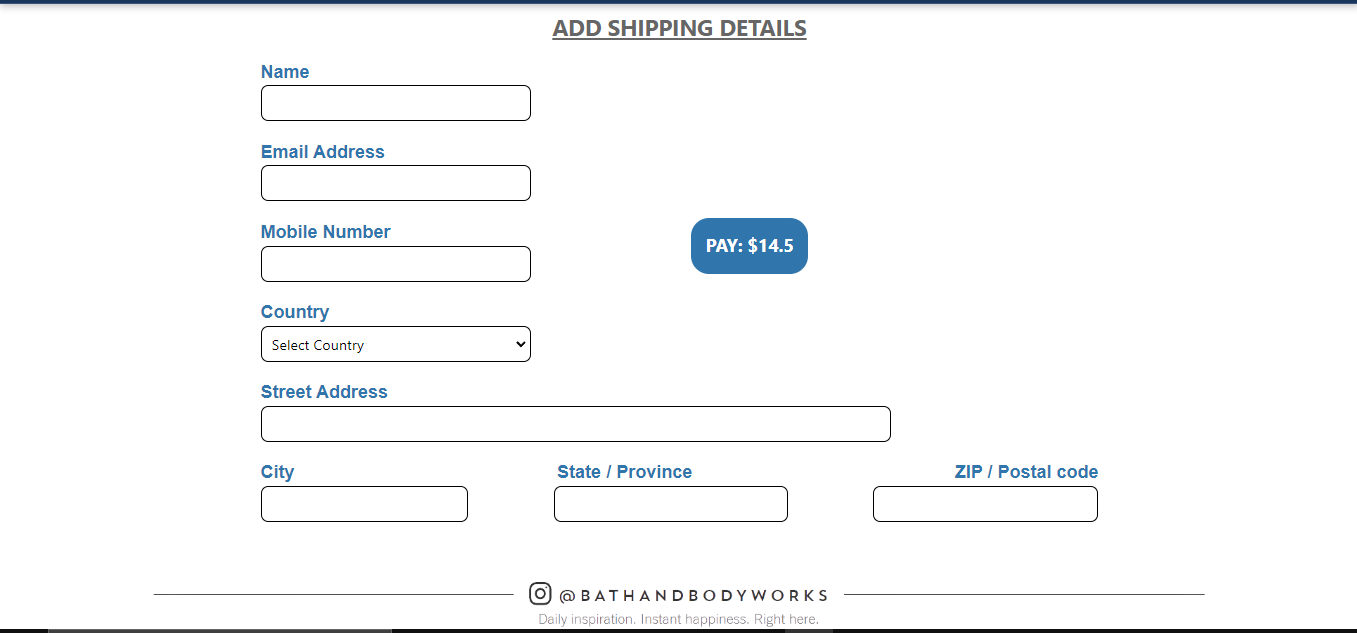 ADD SHIPPING DETAILS
Name
Email Address
Mobile Number
PAY: $14.5
Country
Select Country
Street Address
City State / Province ZIP / Postal code
@BATHANDBODYWORKS
Daily inspiration. Instant happiness. Right here.